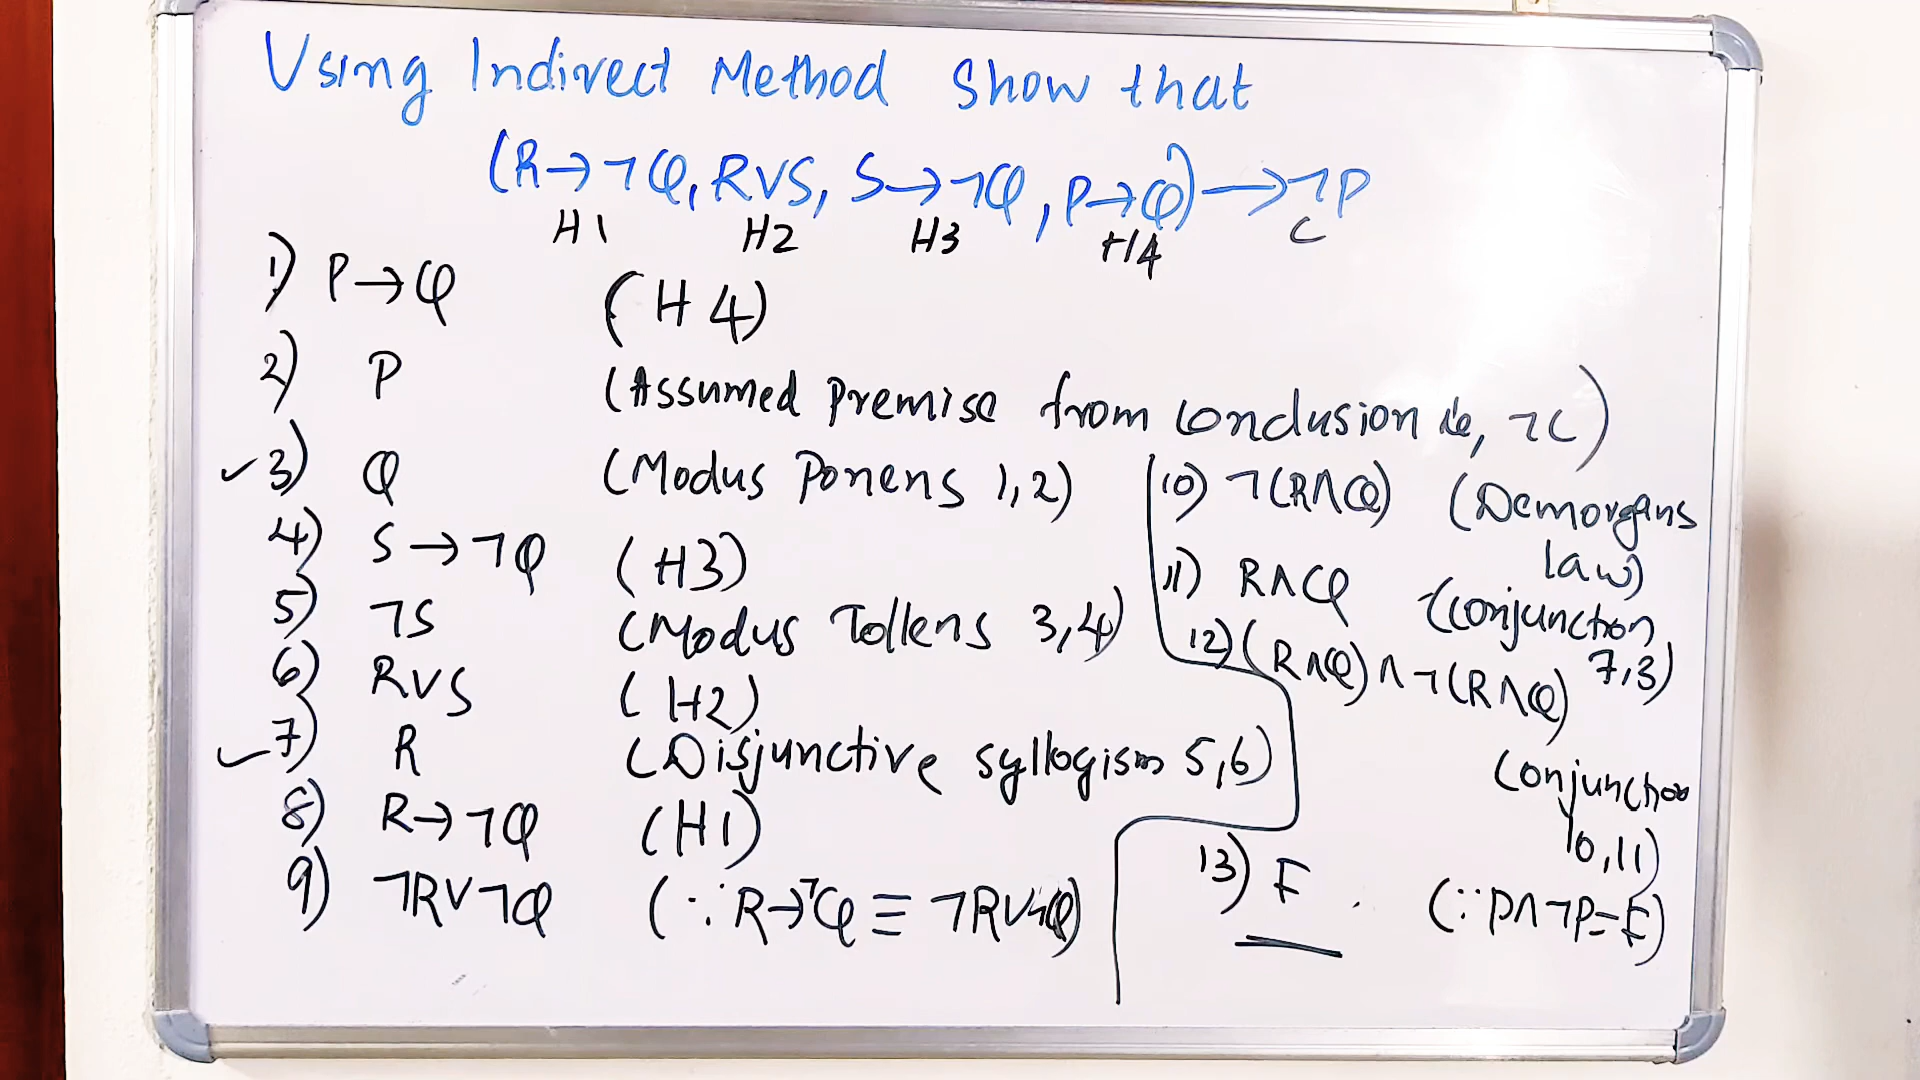 Using Indirect Method Show that
(R→¬Q, RVS, S→¬Q, P→Q)→¬P
H1 H2 H3 H4 C
1) P→Q (H4)
2) P (Assumed Premise from conclusion ie, ¬C)
3) Q (Modus Ponens 1,2)
4) S→¬Q (H3)
5) ¬S (Modus Tollens 3,4)
6) RVS (H2)
7) R (Disjunctive syllogism 5,6)
8) R→¬Q (H1)
9) ¬RV¬Q (∵R→¬Q≡¬RV¬Q)
10) ¬(R∧Q) (Demorgans
law)
11) R∧Q (conjunction
7,3)
12) (R∧Q)∧¬(R∧Q)
conjunction
10,11)
13) F. (∵P∧¬P=F)